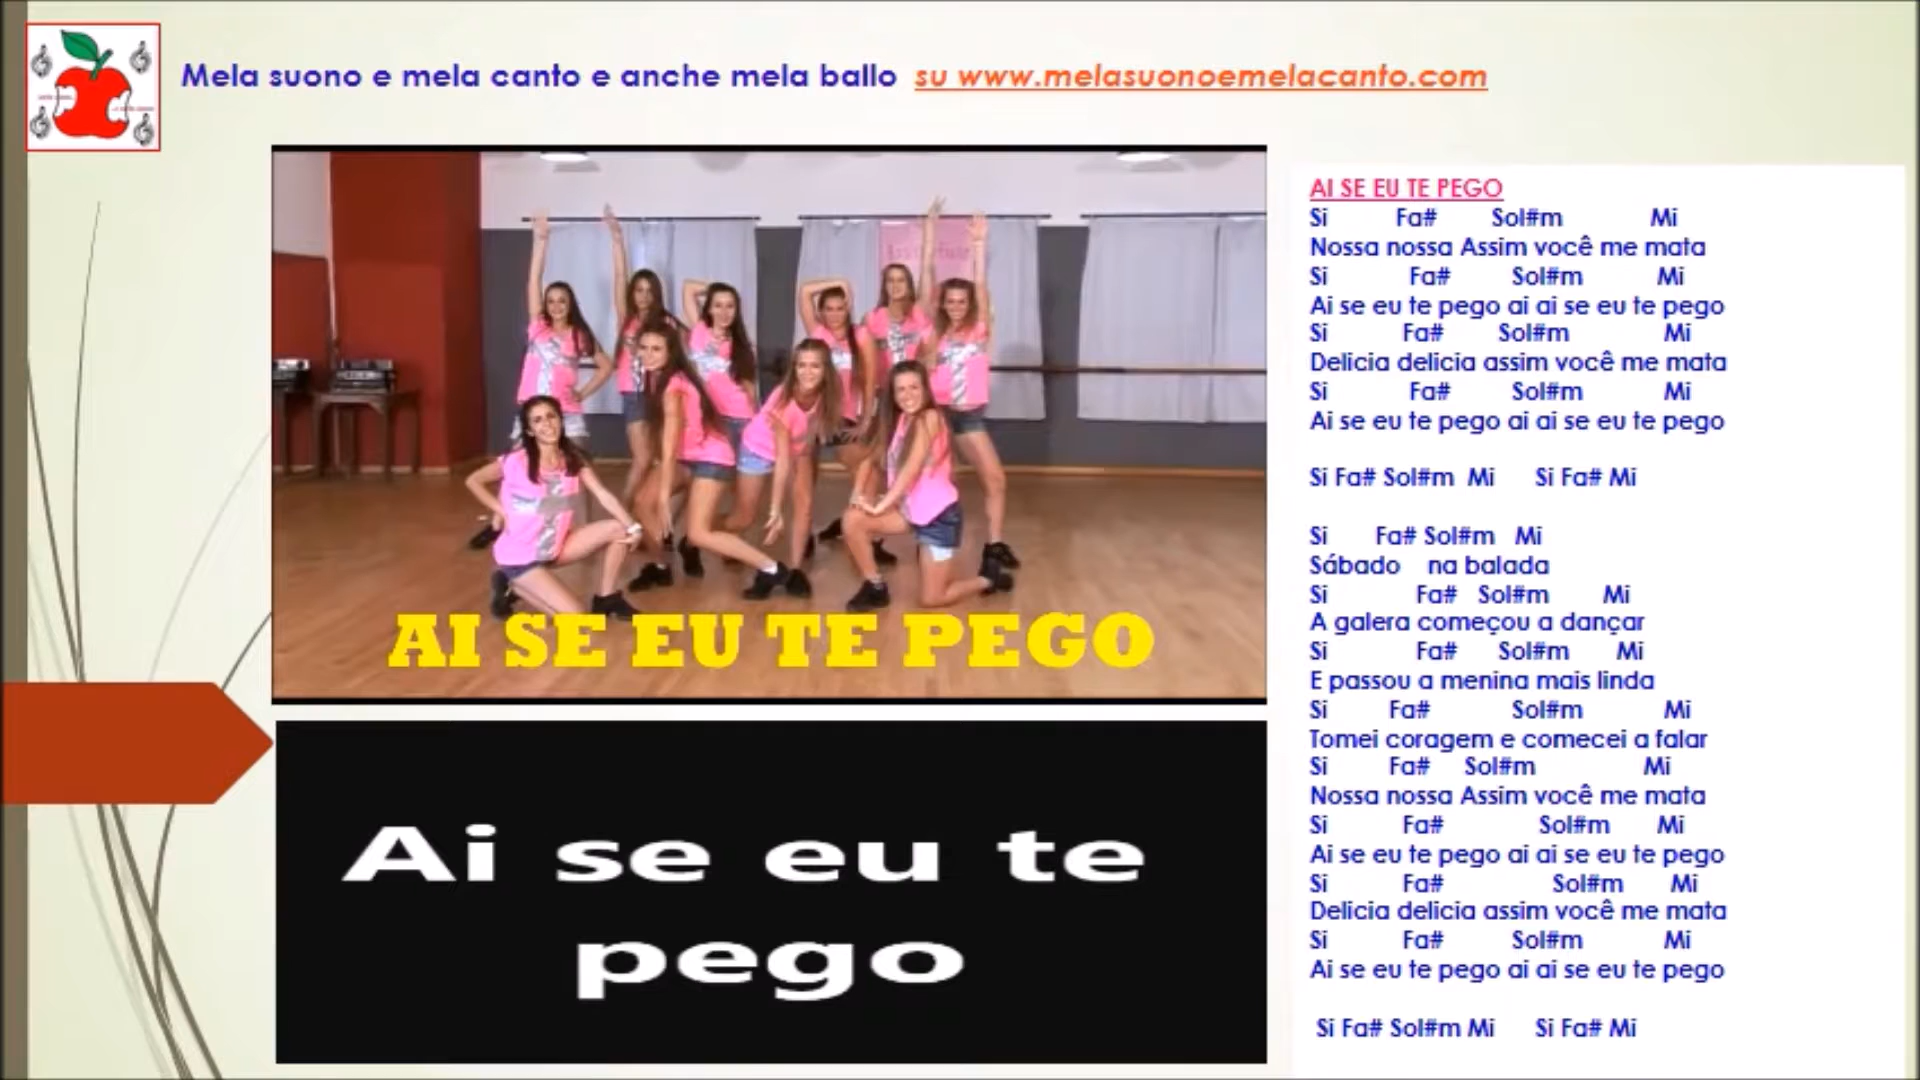 Mela suono e mela canto e anche mela ballo su www.melasuonoemelacanto.com
AI SE EU TE PEGO
Ai se eu te
pego
AI SE EU TE PEGO
Si Fa# Sol#m Mi
Nossa nossa Assim você me mata
Si Fa# Sol#m Mi
Ai se eu te pego ai ai se eu te pego
Si Fa# Sol#m Mi
Delicia delicia assim você me mata
Si Fa# Sol#m Mi
Ai se eu te pego ai ai se eu te pego
Si Fa# Sol#m Mi Si Fa# Mi
Si Fa# Sol#m Mi
Sábado na balada
Si Fa# Sol#m Mi
A galera começou a dançar
Si Fa# Sol#m Mi
E passou a menina mais linda
Si Fa# Sol#m Mi
Tomei coragem e comecei a falar
Si Fa# Sol#m Mi
Nossa nossa Assim você me mata
Si Fa# Sol#m Mi
Ai se eu te pego ai ai se eu te pego
Si Fa# Sol#m Mi
Delicia delicia assim você me mata
Si Fa# Sol#m Mi
Ai se eu te pego ai ai se eu te pego
Si Fa# Sol#m Mi Si Fa# Mi